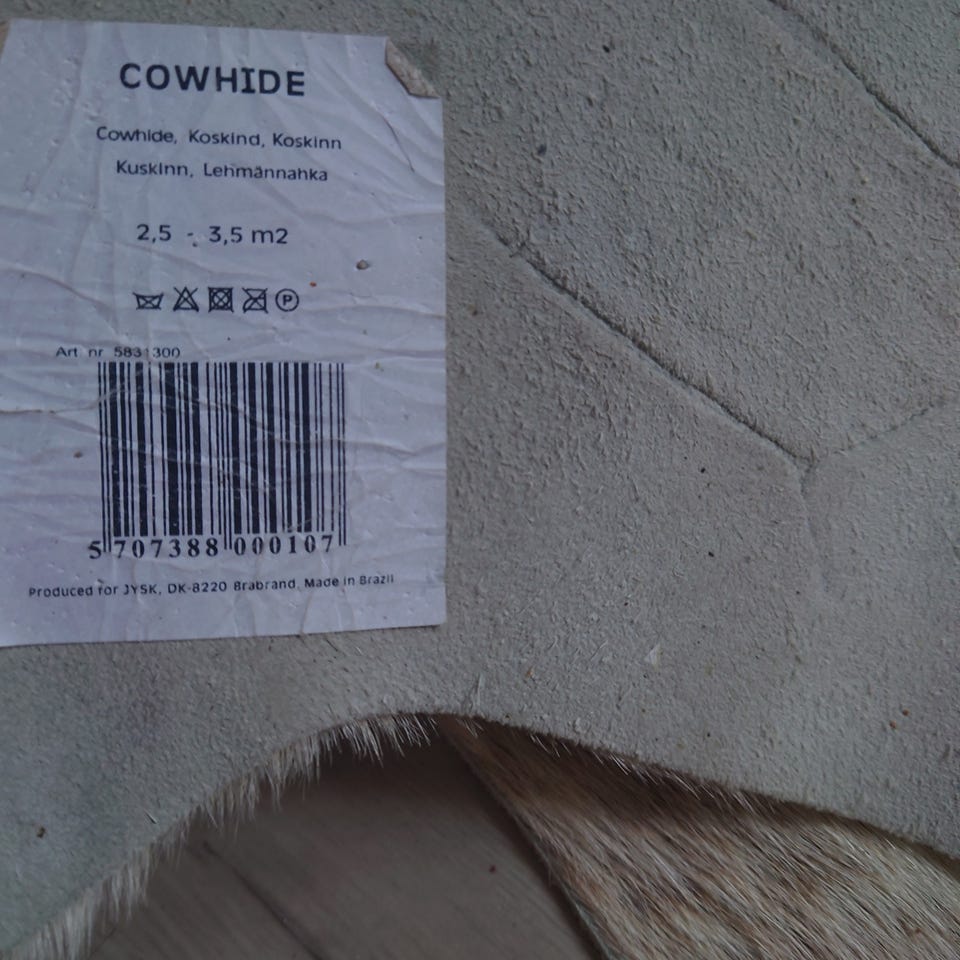 COWHIDE
Cowhide, Koskind, Koskinn
Kuskinn, Lehmännahka
2,5 - 3,5 m2
P
Art nr 5831300
5 707388 000107
Produced for JYSK, DK-8220 Brabrand, Made in Brazil